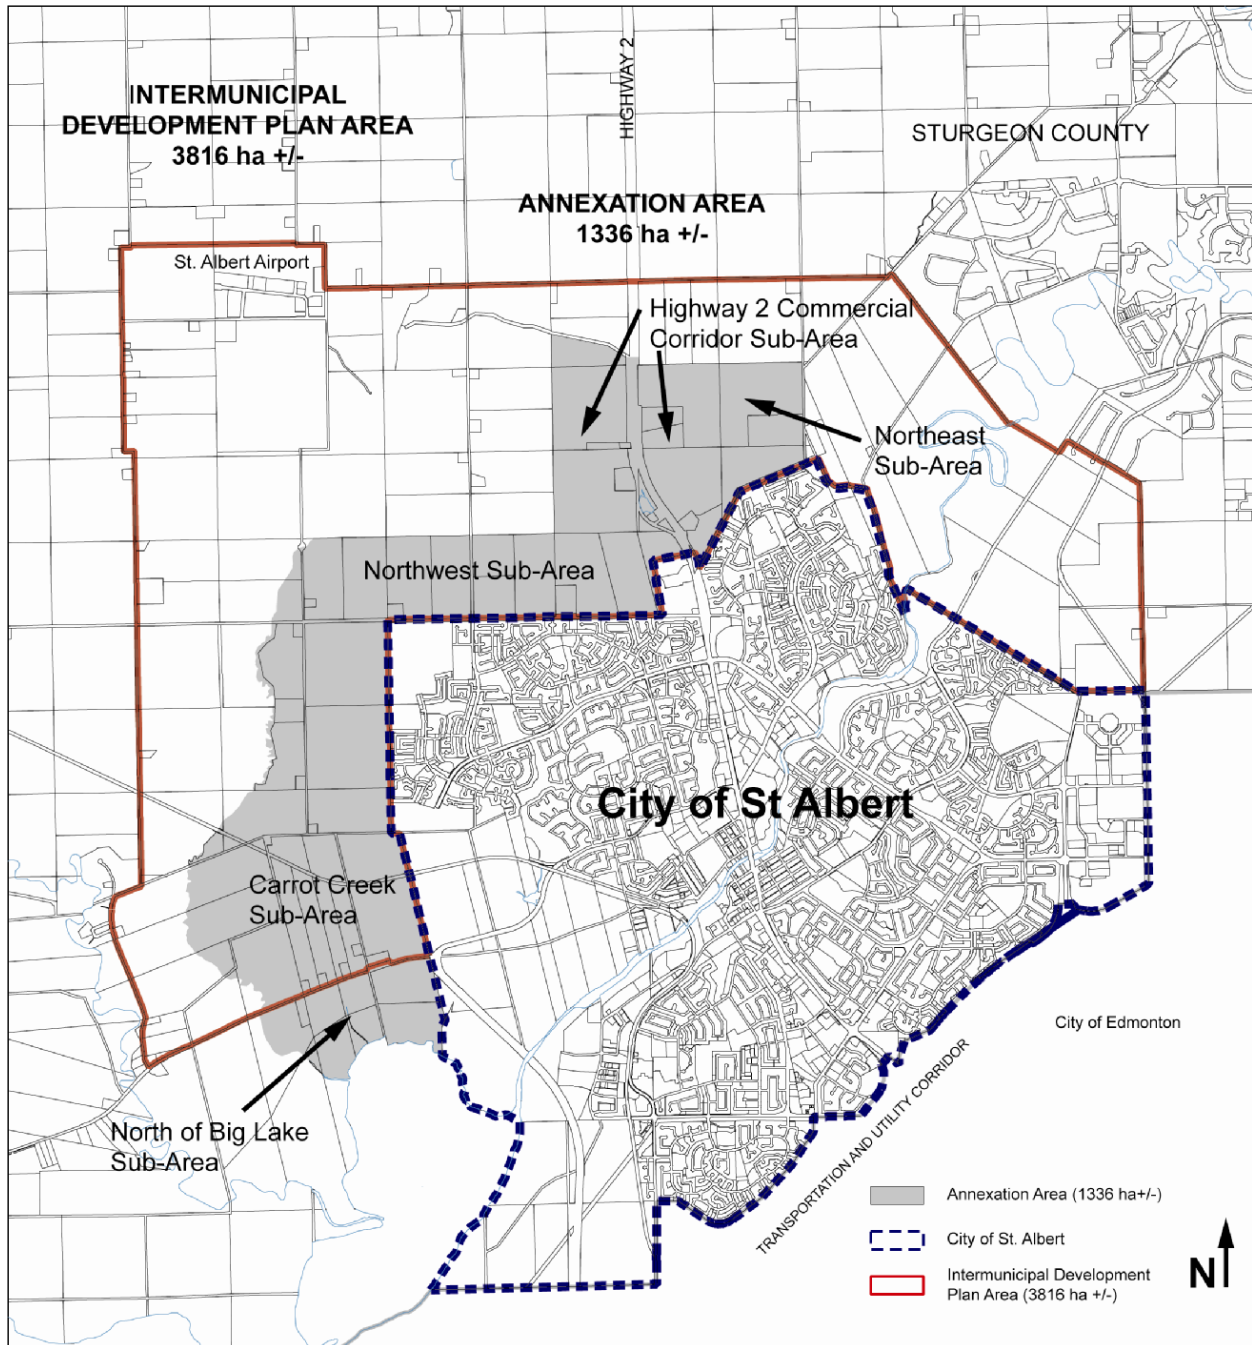 INTERMUNICIPAL
DEVELOPMENT PLAN AREA
3816 ha +/-
HIGHWAY 2
STURGEON COUNTY
ANNEXATION AREA
1336 ha +/-
St. Albert Airport
Highway 2 Commercial
Corridor Sub-Area
Northeast
Sub-Area
Northwest Sub-Area
City of St Albert
Carrot Creek
Sub-Area
City of Edmonton
North of Big Lake
Sub-Area
TRANSPORTATION AND UTILITY CORRIDOR
Annexation Area (1336 ha+/-)
City of St. Albert
Intermunicipal Development
Plan Area (3816 ha +/-)
N